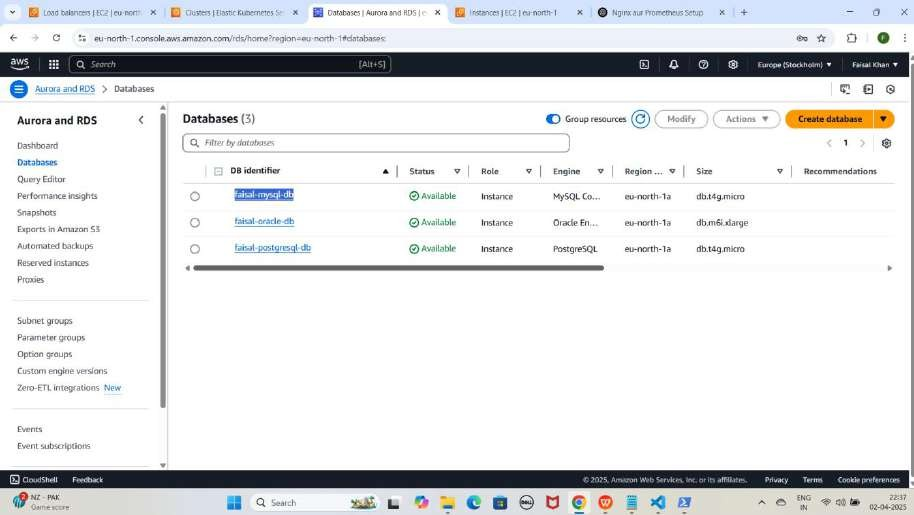 Load balancers | EC2 | eu-north-1
Clusters | Elastic Kubernetes Se
Databases | Aurora and RDS | e
Instances | EC2 | eu-north-1
Nginx aur Prometheus Setup
eu-north-1.console.aws.amazon.com/rds/home?region=eu-north-1#databases:
F
aws
Search
[Alt+S]
Europe (Stockholm)
Faisal Khan
Aurora and RDS
Databases
Aurora and RDS
Dashboard
Databases
Query Editor
Performance insights
Snapshots
Exports in Amazon S3
Automated backups
Reserved instances
Proxies
Subnet groups
Parameter groups
Option groups
Custom engine versions
Zero-ETL integrations New
Events
Event subscriptions
Databases (3)
Group resources
Modify
Actions
Create database
Filter by databases
1
DB identifier Status Role Engine Region ... Size Recommendations
faisal-mysql-db Available Instance MySQL Co... eu-north-1a db.t4g.micro
faisal-oracle-db Available Instance Oracle En... eu-north-1a db.m6i.xlarge
faisal-postgresql-db Available Instance PostgreSQL eu-north-1a db.t4g.micro
CloudShell Feedback
© 2025, Amazon Web Services, Inc. or its affiliates. Privacy Terms Cookie preferences
2
NZ - PAK
Game score
Search
DELL
ENG
IN
22:37
02-04-2025